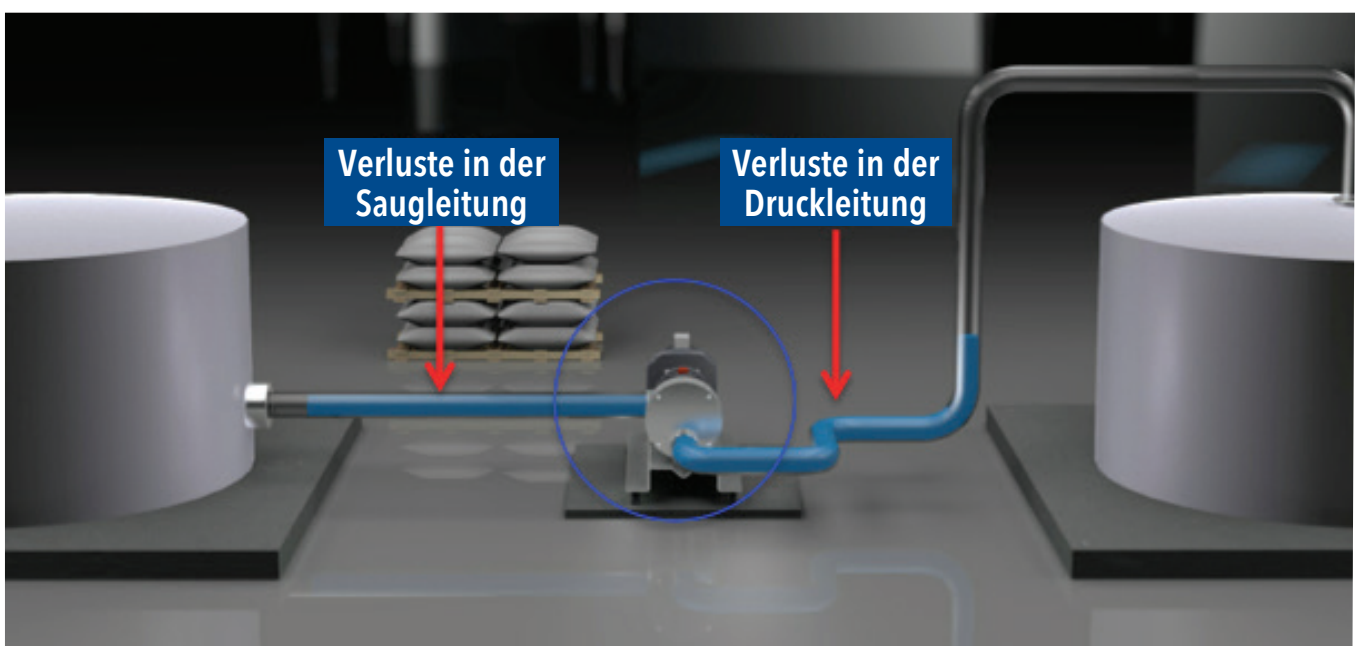 Verluste in der
Saugleitung
Verluste in der
Druckleitung